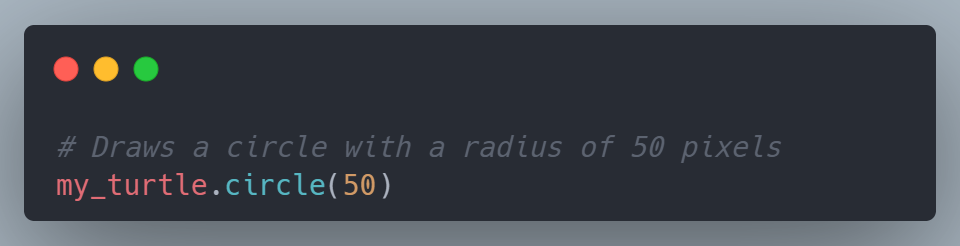 # Draws a circle with a radius of 50 pixels
my_turtle.circle(50)